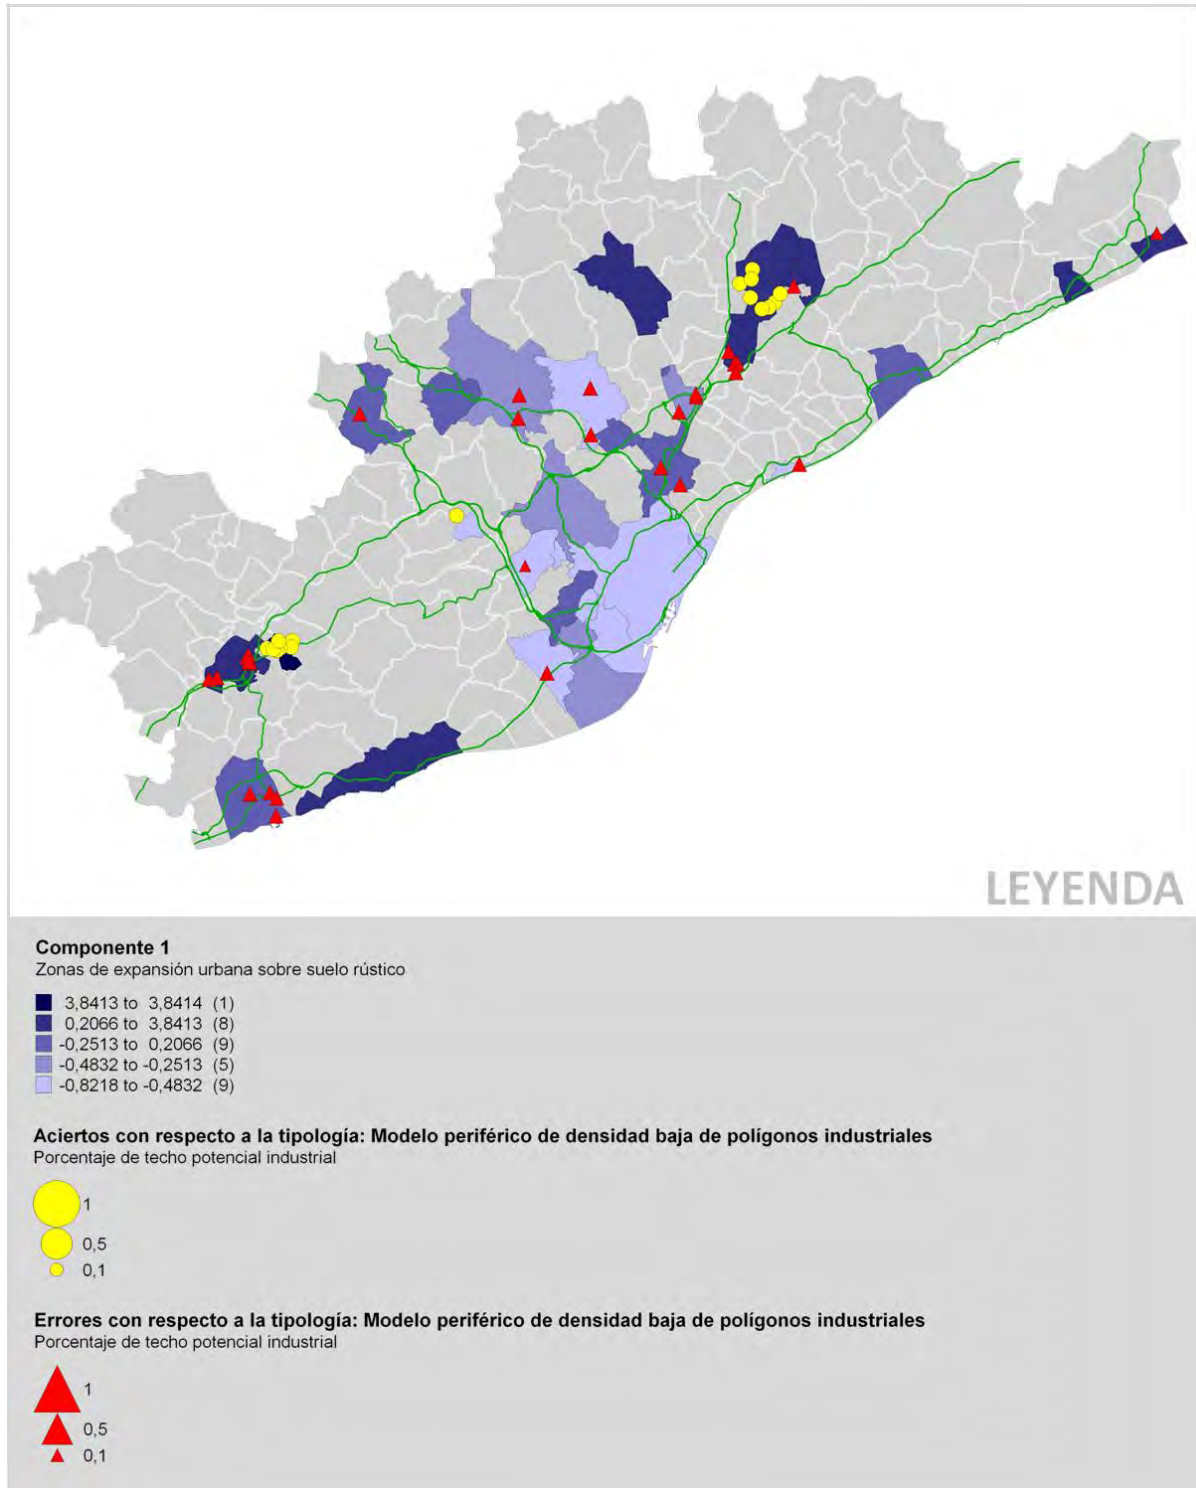 LEYENDA
Componente 1
Zonas de expansión urbana sobre suelo rústico
3,8413 to 3,8414 (1)
0,2066 to 3,8413 (8)
-0,2513 to 0,2066 (9)
-0,4832 to -0,2513 (5)
-0,8218 to -0,4832 (9)
Aciertos con respecto a la tipología: Modelo periférico de densidad baja de polígonos industriales
Porcentaje de techo potencial industrial
1
0,5
0,1
Errores con respecto a la tipología: Modelo periférico de densidad baja de polígonos industriales
Porcentaje de techo potencial industrial
1
0,5
0,1